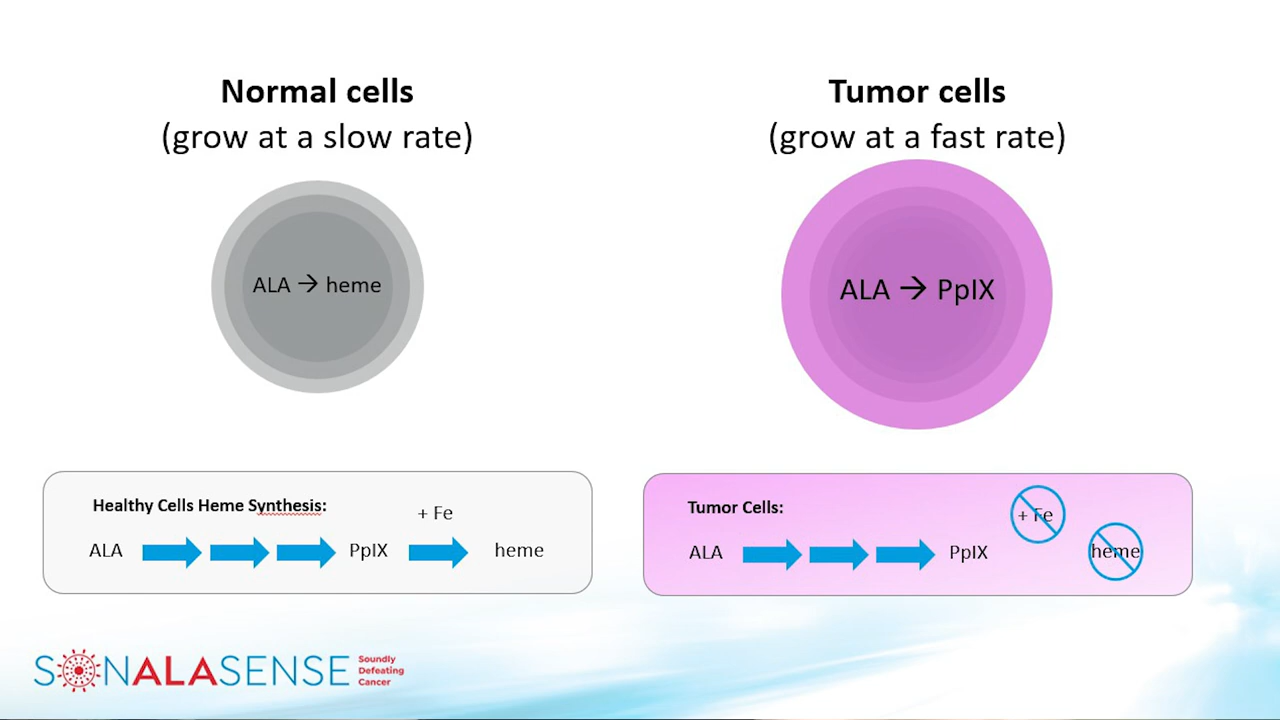 Normal cells
(grow at a slow rate)
ALA → heme
Healthy Cells Heme Synthesis:
+ Fe
ALA
PpIX
heme
Tumor cells
(grow at a fast rate)
ALA → PpIX
Tumor Cells:
+ Fe
ALA
PpIX
heme
SONALASENSE
Soundly
Defeating
Cancer